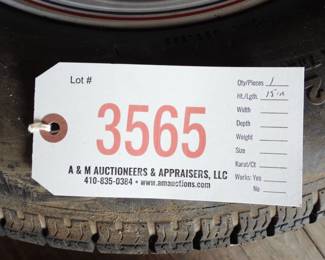 Lot #
3565
A & M AUCTIONEERS & APPRAISERS, LLC
410-835-0384 • www.amauctions.com
Qty/Pieces 1
Ht./Lgth. 15 in
Width
Depth
Weight
Size
Karat/Ct
Works: Yes
No